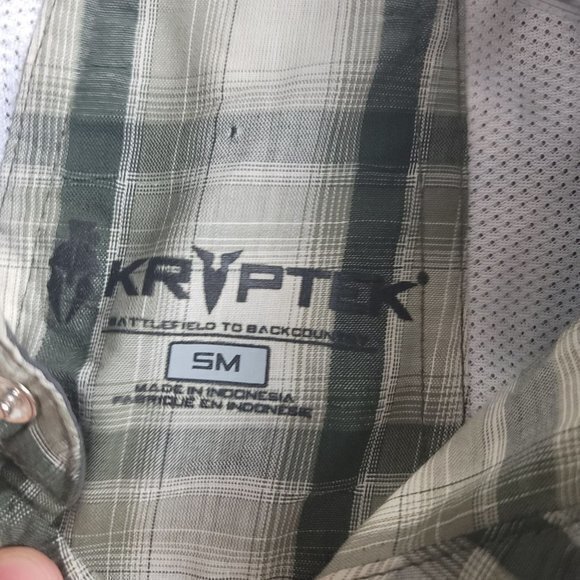 KRYPTEK®
BATTLEFIELD TO BACKCOUNTRY
SM
MADE IN INDONESIA
FABRIQUE EN INDONESIE